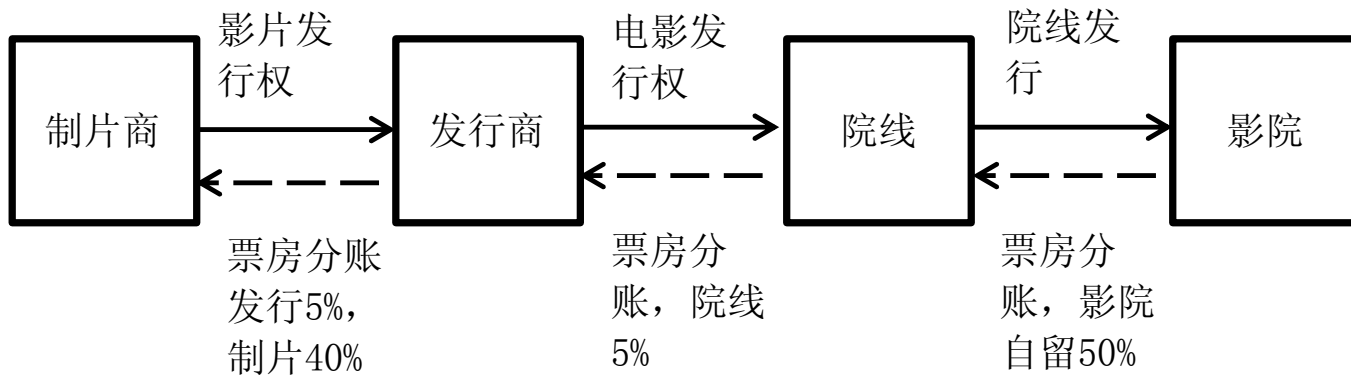 影片发
行权
电影发
行权
院线发
行
制片商
发行商
院线
影院
票房分账
发行5%，
制片40%
票房分
账，院线
5%
票房分
账，影院
自留50%